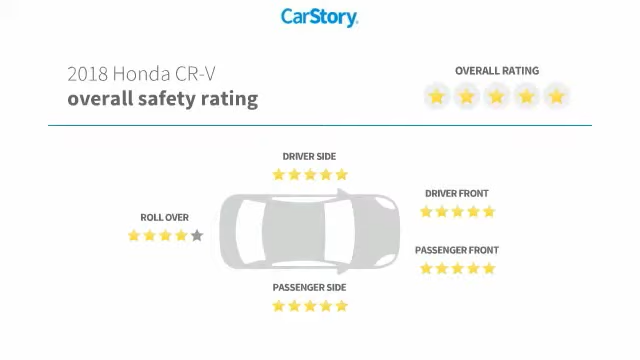 CarStory.
2018 Honda CR-V
overall safety rating
OVERALL RATING
DRIVER SIDE
DRIVER FRONT
ROLL OVER
PASSENGER FRONT
PASSENGER SIDE